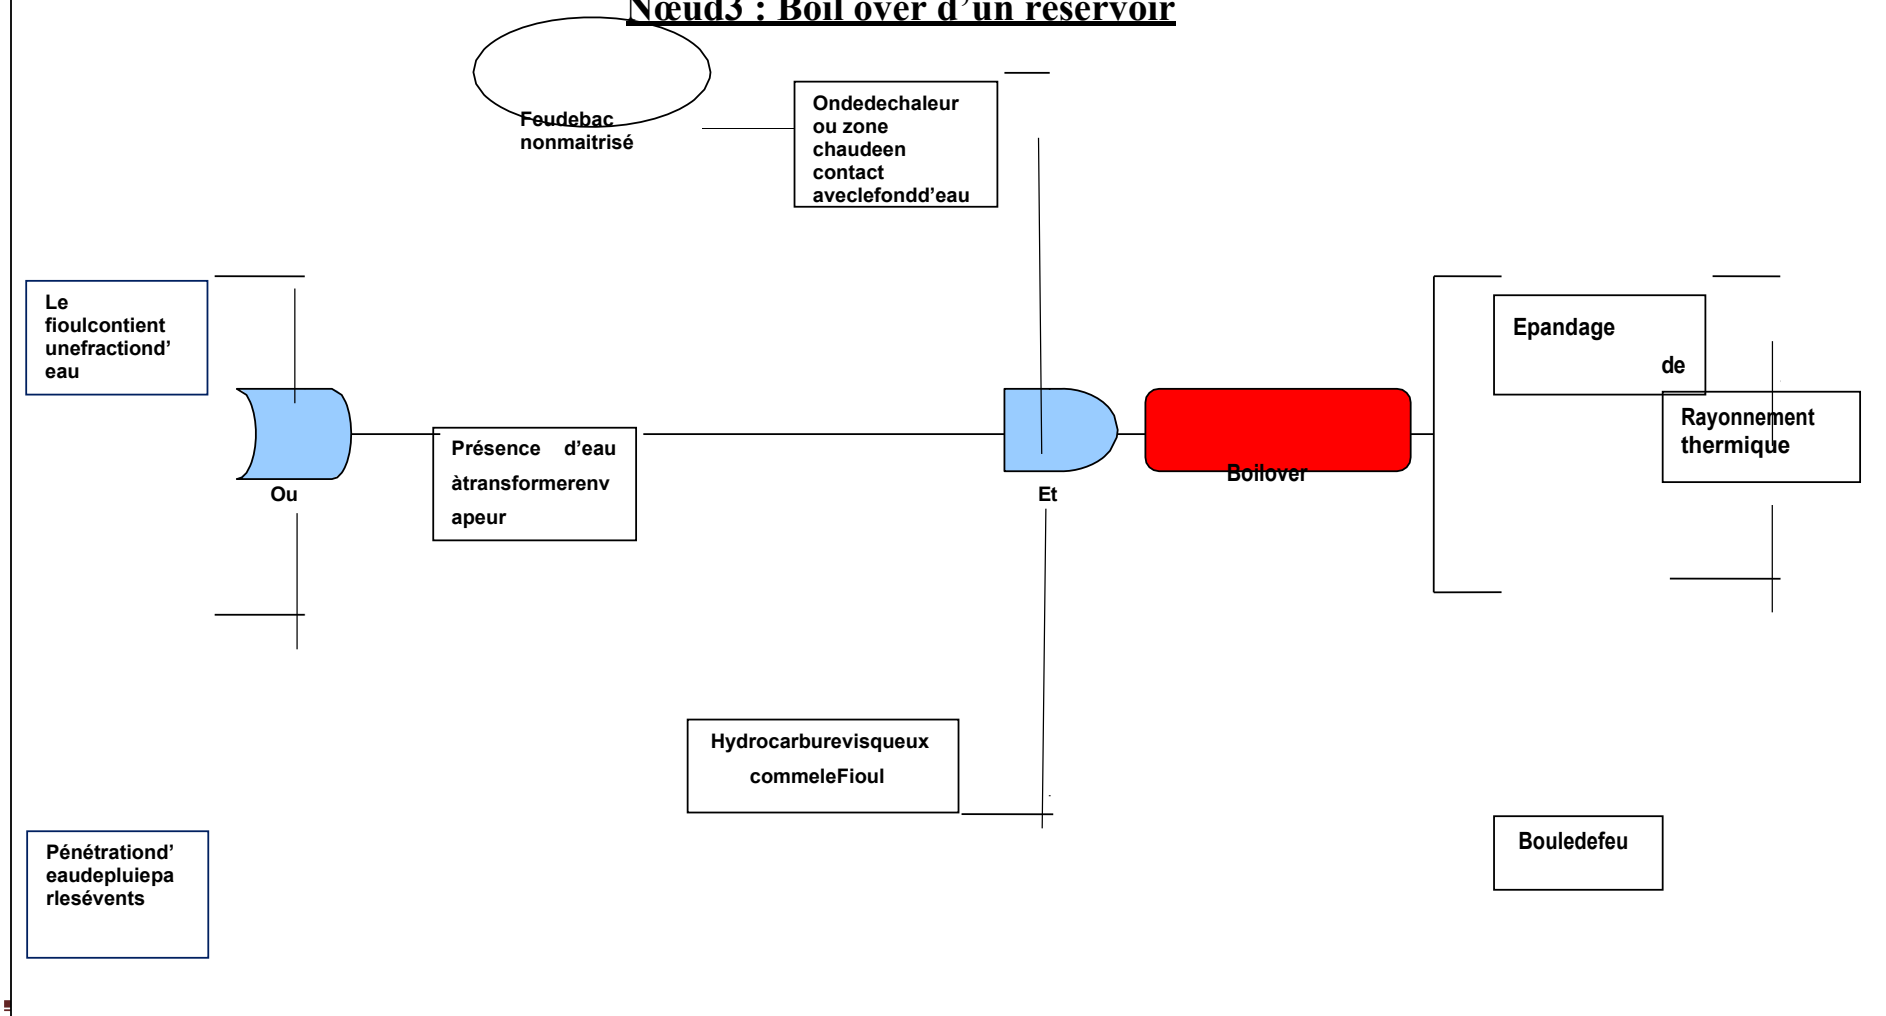 Nœud3 : Boil over d’un réservoir
Feudebac
nonmaitrisé
Ondedechaleur
ou zone
chaudeen
contact
aveclefondd’eau
Le
fioulcontient
unefractiond’
eau
Ou
Présence d’eau
àtransformerenv
apeur
Et
Boilover
Epandage
de
Rayonnement
thermique
Hydrocarburevisqueux
commeleFioul
Pénétrationd’
eaudepluiepa
rlesévents
Bouledefeu